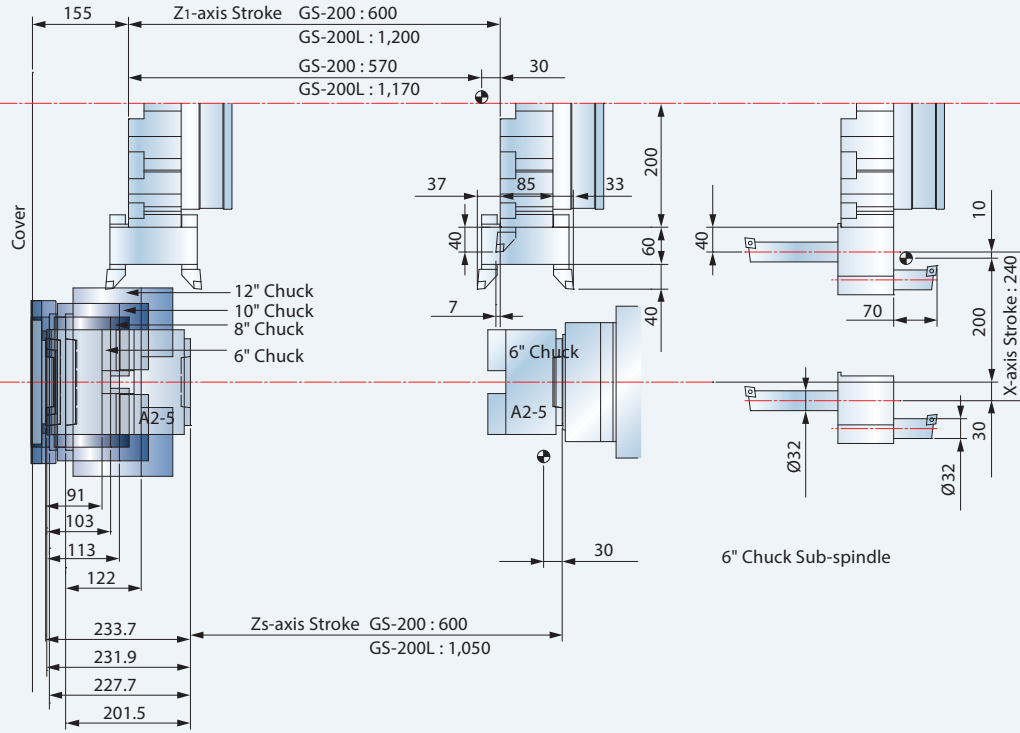 155
Z1-axis Stroke GS-200 : 600
GS-200L : 1,200
GS-200 : 570
30
GS-200L : 1,170
Cover
37
85
33
200
40
60
40
7
40
10
70
200
X-axis Stroke : 240
30
Ø32
Ø32
12" Chuck
10" Chuck
8" Chuck
6" Chuck
6" Chuck
A2-5
A2-5
91
103
113
122
30
6" Chuck Sub-spindle
233.7
Zs-axis Stroke GS-200 : 600
GS-200L : 1,050
231.9
227.7
201.5